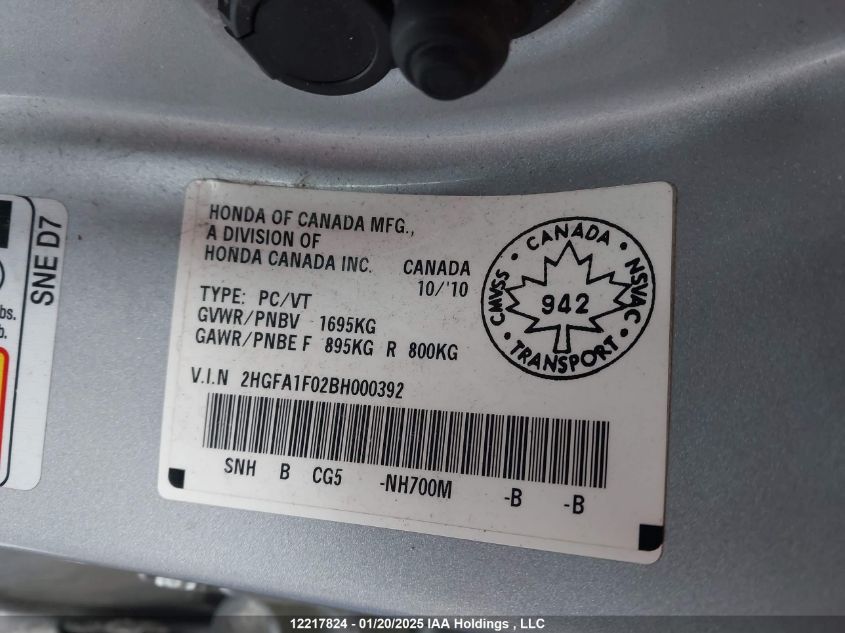 SNE D7
bs.
b.
HONDA OF CANADA MFG.,
A DIVISION OF
HONDA CANADA INC. CANADA
10/'10
TYPE: PC/VT
GVWR/PNBV 1695KG
GAWR/PNBE F 895KG R 800KG
V.I.N 2HGFA1F02BH000392
SNH B CG5 -NH700M -B -B
CMVSS • CANADA • NSVAC
942
• TRANSPORT •
12217824 - 01/20/2025 IAA Holdings , LLC